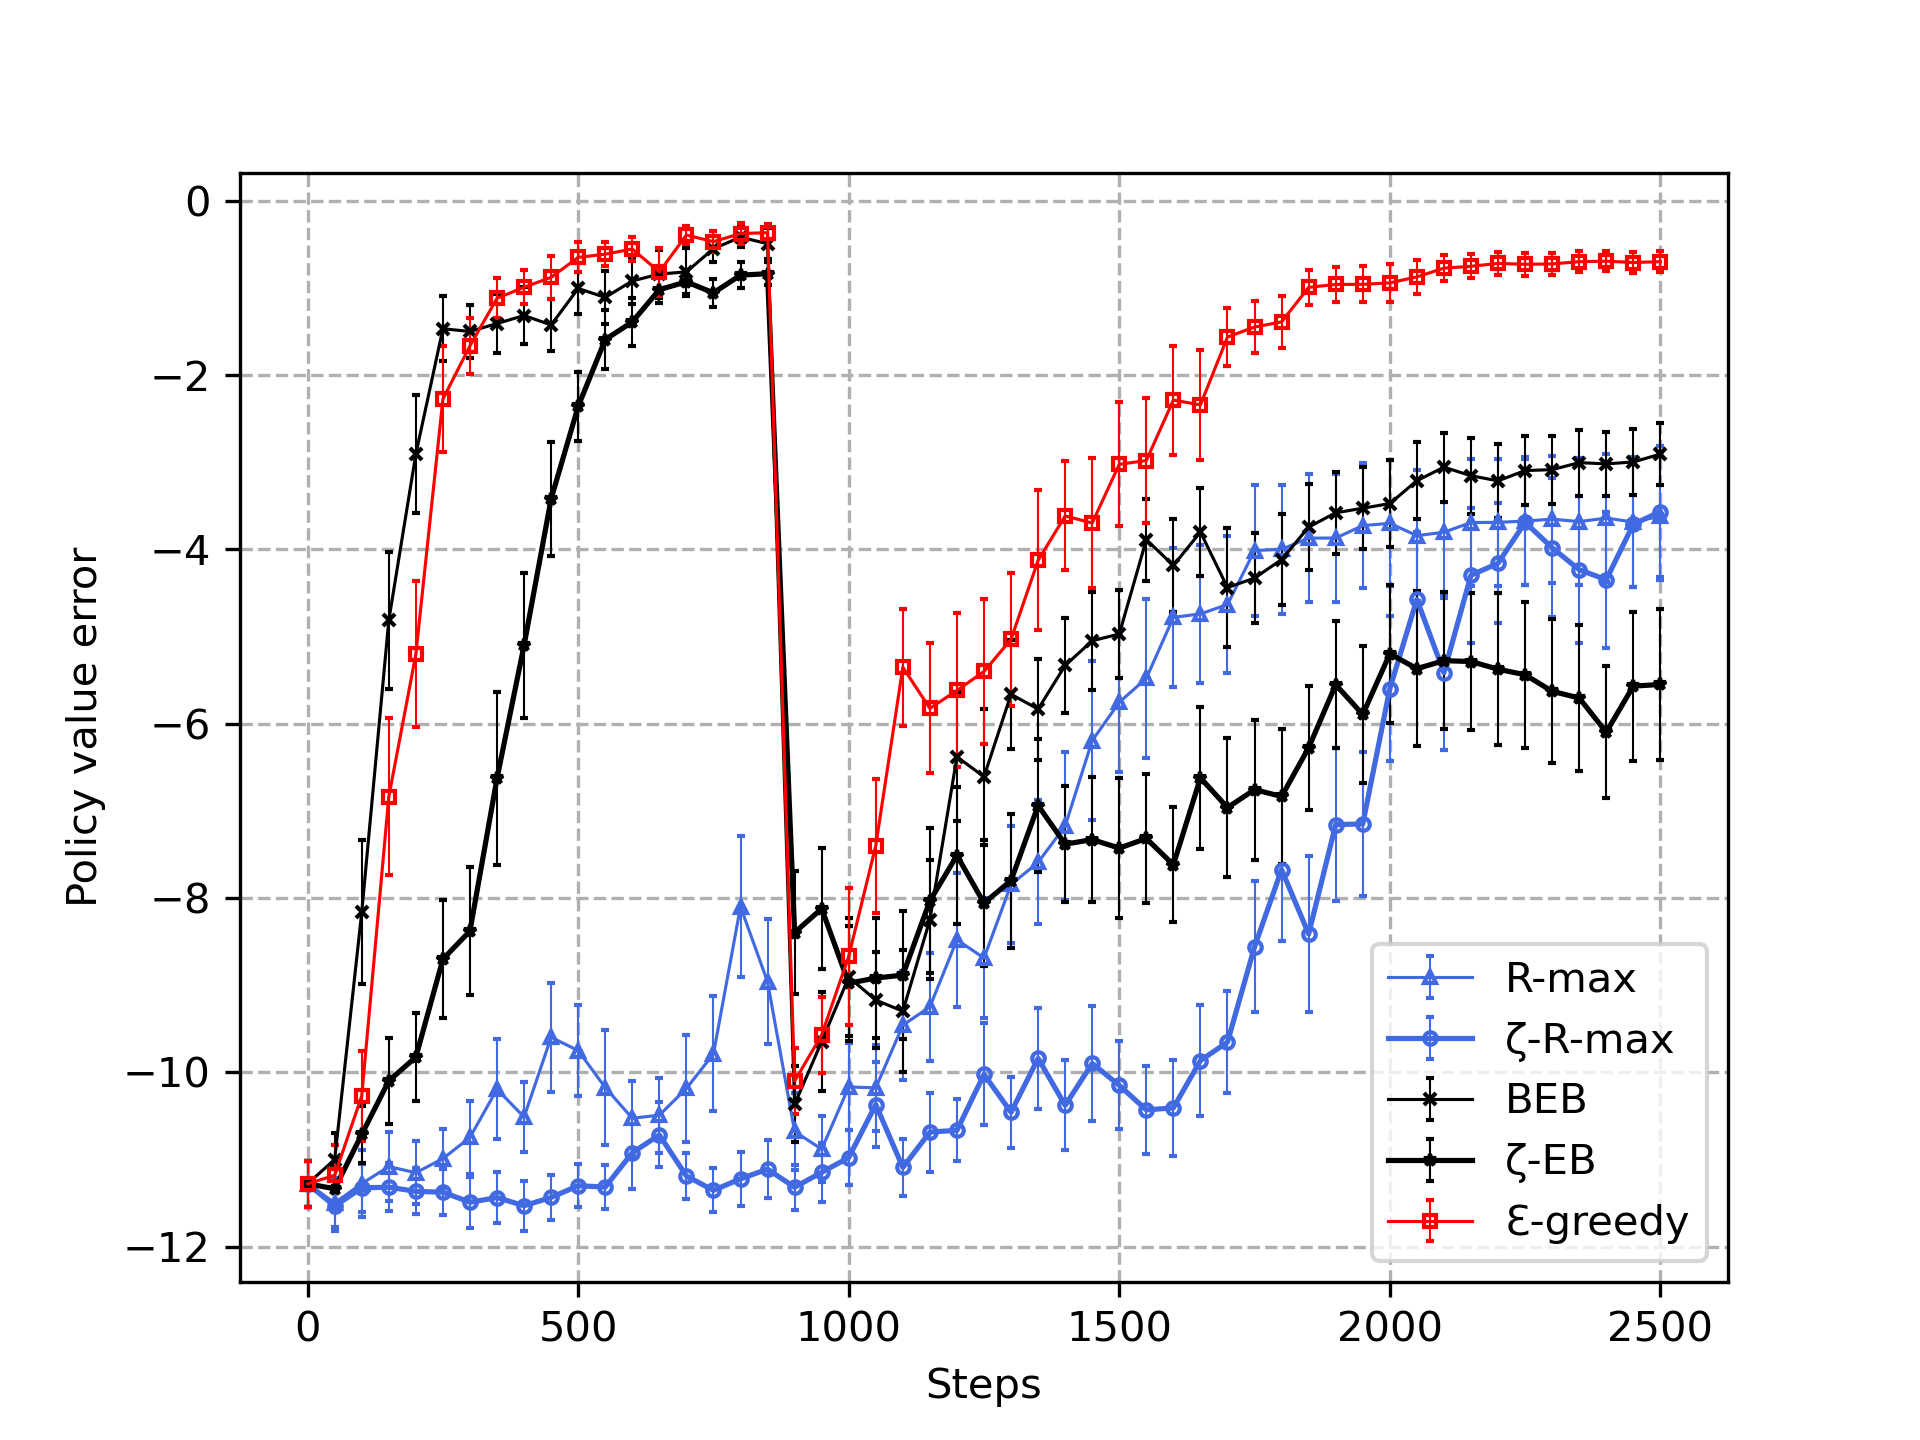 0
−2
−4
−6
−8
−10
−12
Policy value error
0 500 1000 1500 2000 2500
Steps
R-max
ζ-R-max
BEB
ζ-EB
Ɛ-greedy